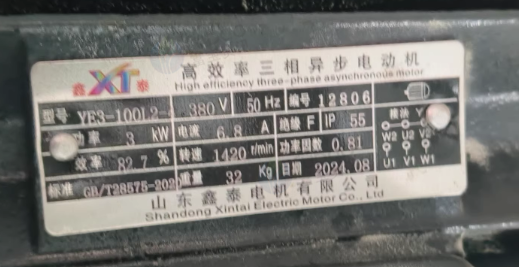 鑫 XT 泰 高效率三相异步电动机
High efficiency three-phase asynchronous motor
型号 YE3-100L2- 380 V 50 Hz 编号 12806
功率 3 kW 电流 6.8 A 绝缘 F IP 55 接法 Y
效率 82.7 % 转速 1420 r/min 功率因数 0.81 W2 U2 V2
标准 GB/T28575-2020 重量 32 Kg 日期 2024.08 U1 V1 W1
山东鑫泰电机有限公司
Shandong Xintai Electric Motor Co., Ltd